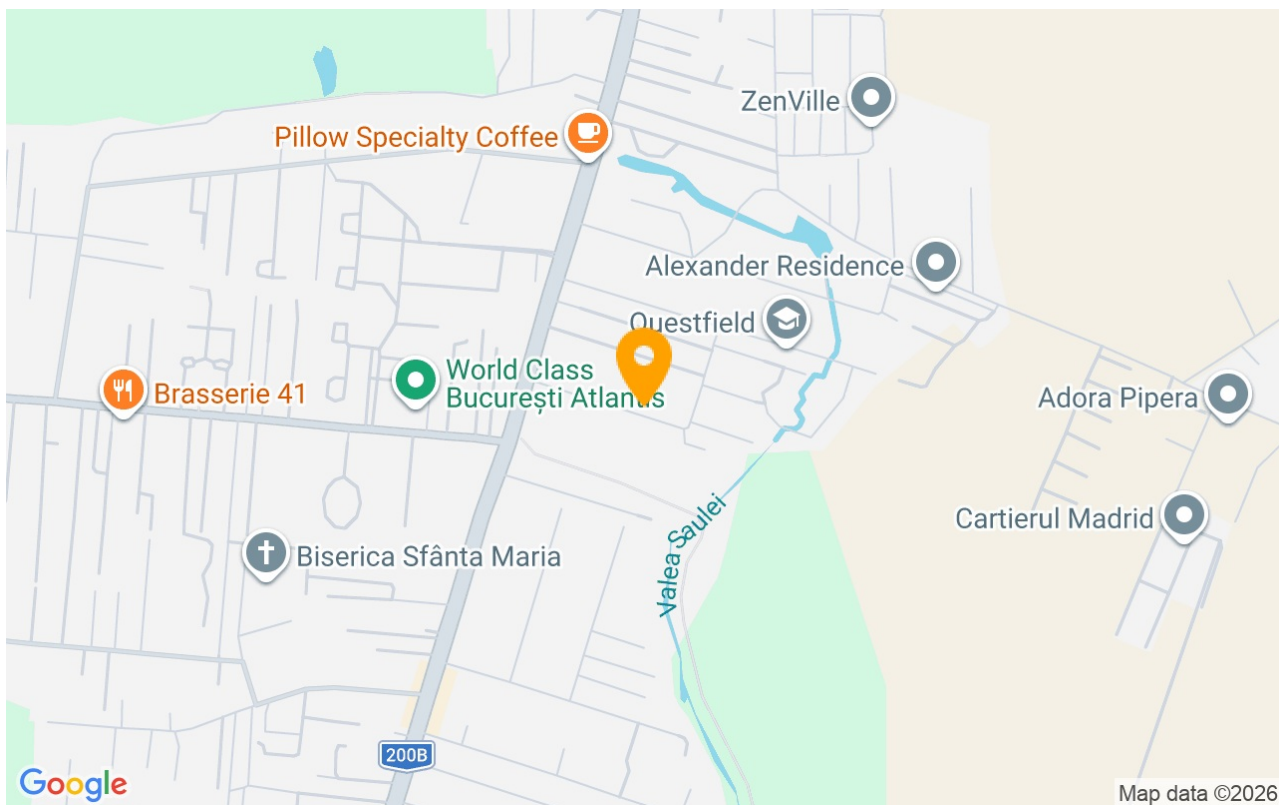 ZenVille
Pillow Specialty Coffee
Alexander Residence
Questfield
World Class
București Atlantis
Brasserie 41
Adora Pipera
Cartierul Madrid
Valea Saulei
Biserica Sfânta Maria
200B
Google
Map data ©2026